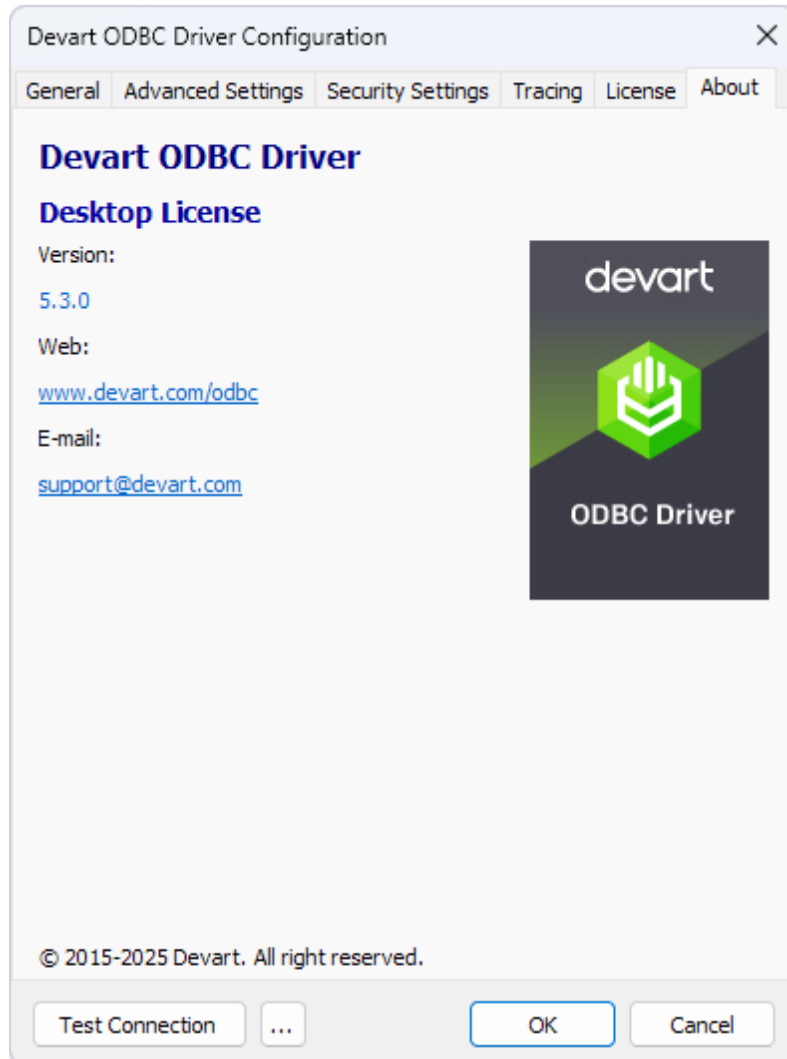 Devart ODBC Driver Configuration
General Advanced Settings Security Settings Tracing License About
Devart ODBC Driver
Desktop License
Version:
5.3.0
Web:
www.devart.com/odbc
E-mail:
support@devart.com
devart
ODBC Driver
© 2015-2025 Devart. All right reserved.
Test Connection ... OK Cancel